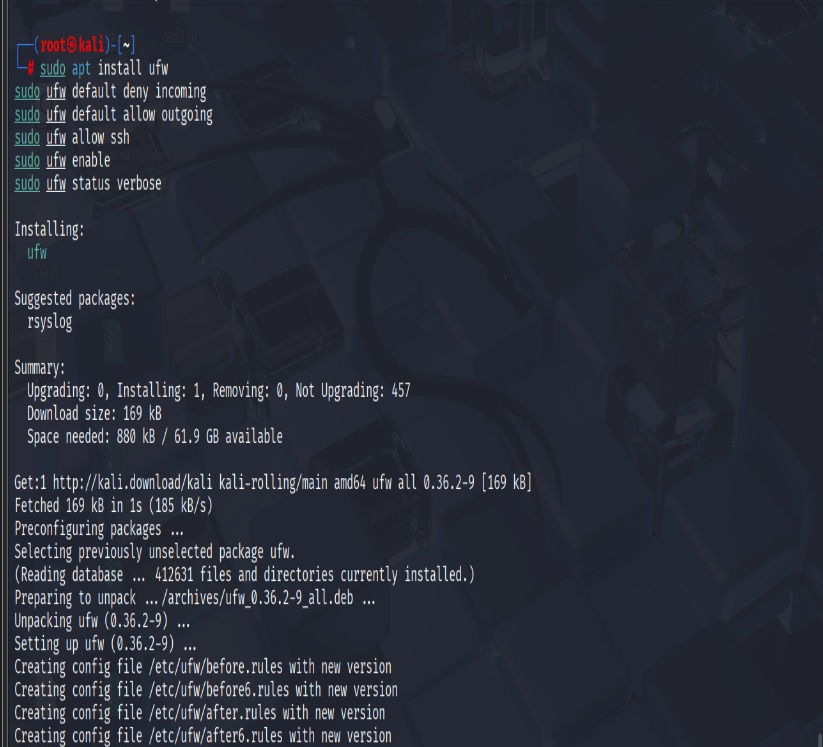 ┌──(root㉿kali)-[~]
└─# sudo apt install ufw
sudo ufw default deny incoming
sudo ufw default allow outgoing
sudo ufw allow ssh
sudo ufw enable
sudo ufw status verbose
Installing:
ufw
Suggested packages:
rsyslog
Summary:
Upgrading: 0, Installing: 1, Removing: 0, Not Upgrading: 457
Download size: 169 kB
Space needed: 880 kB / 61.9 GB available
Get:1 http://kali.download/kali kali-rolling/main amd64 ufw all 0.36.2-9 [169 kB]
Fetched 169 kB in 1s (185 kB/s)
Preconfiguring packages ...
Selecting previously unselected package ufw.
(Reading database ... 412631 files and directories currently installed.)
Preparing to unpack .../archives/ufw_0.36.2-9_all.deb ...
Unpacking ufw (0.36.2-9) ...
Setting up ufw (0.36.2-9) ...
Creating config file /etc/ufw/before.rules with new version
Creating config file /etc/ufw/before6.rules with new version
Creating config file /etc/ufw/after.rules with new version
Creating config file /etc/ufw/after6.rules with new version